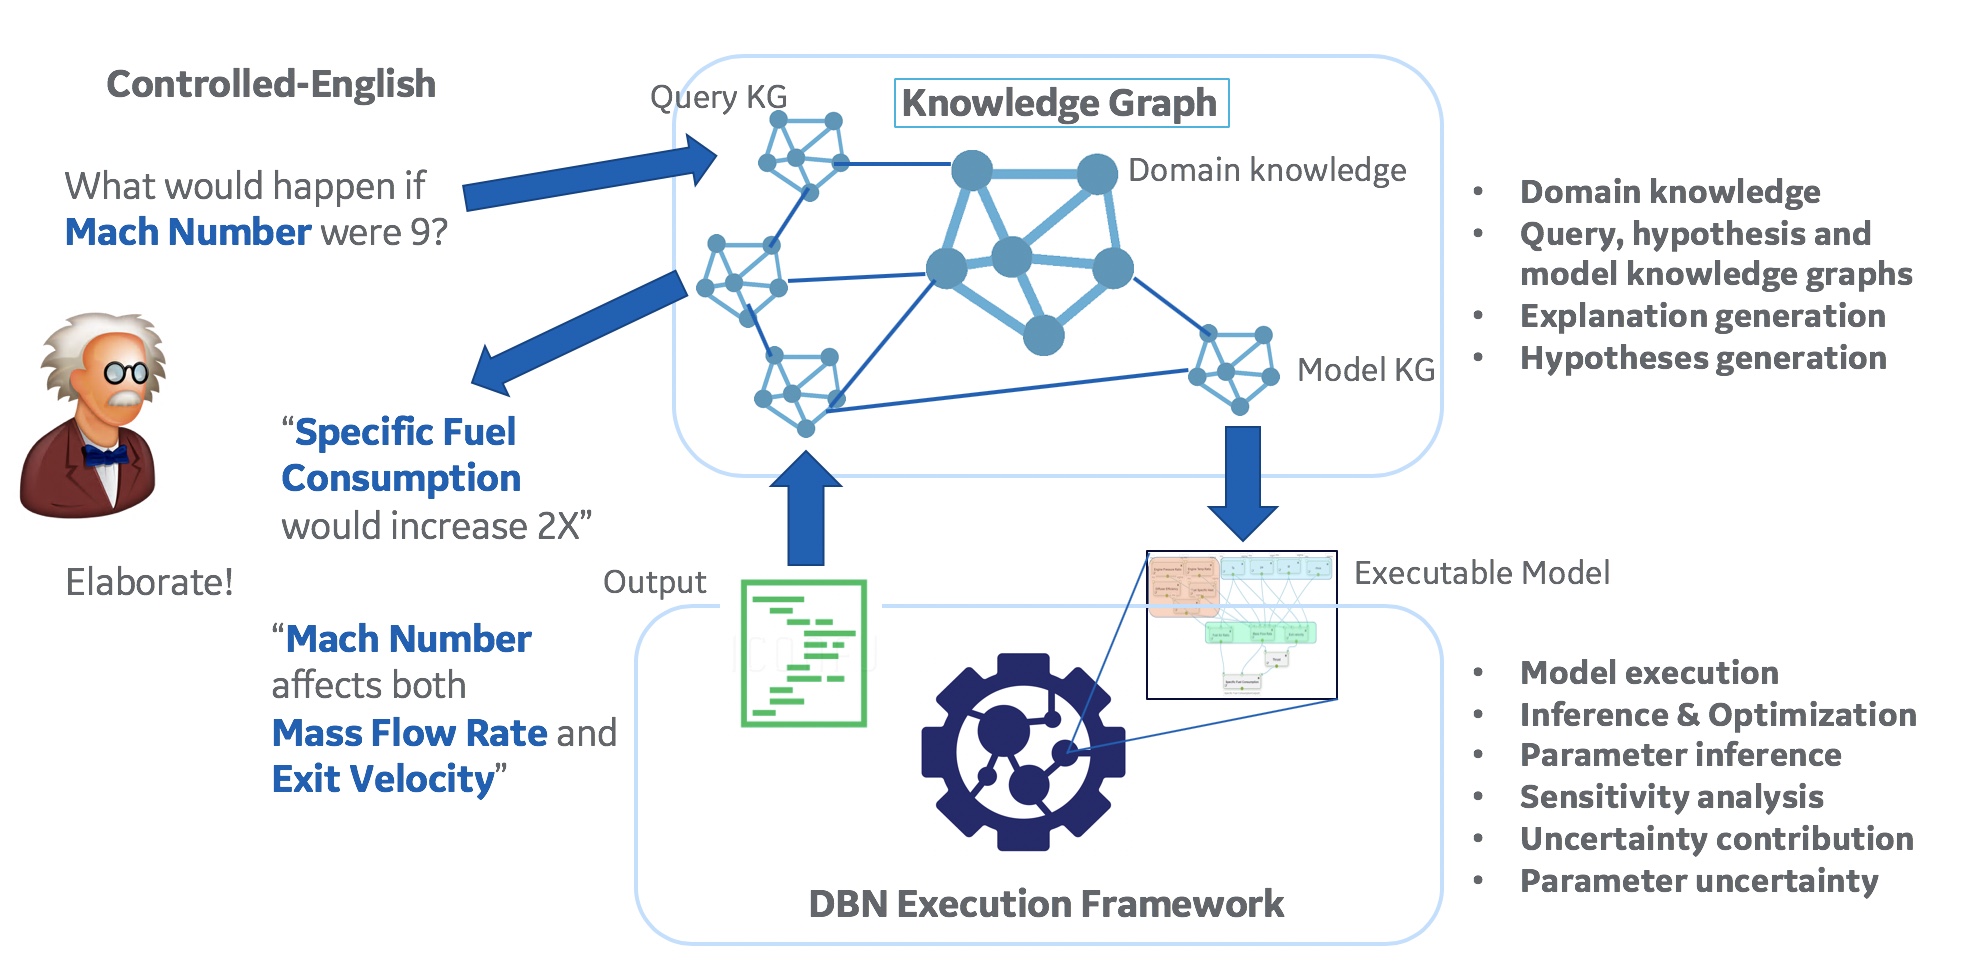 Controlled-English
What would happen if
Mach Number were 9?
“Specific Fuel
Consumption
would increase 2X”
Elaborate!
“Mach Number
affects both
Mass Flow Rate and
Exit Velocity”
Query KG
Knowledge Graph
Domain knowledge
Model KG
• Domain knowledge
• Query, hypothesis and
model knowledge graphs
• Explanation generation
• Hypotheses generation
Output
Executable Model
DBN Execution Framework
• Model execution
• Inference & Optimization
• Parameter inference
• Sensitivity analysis
• Uncertainty contribution
• Parameter uncertainty